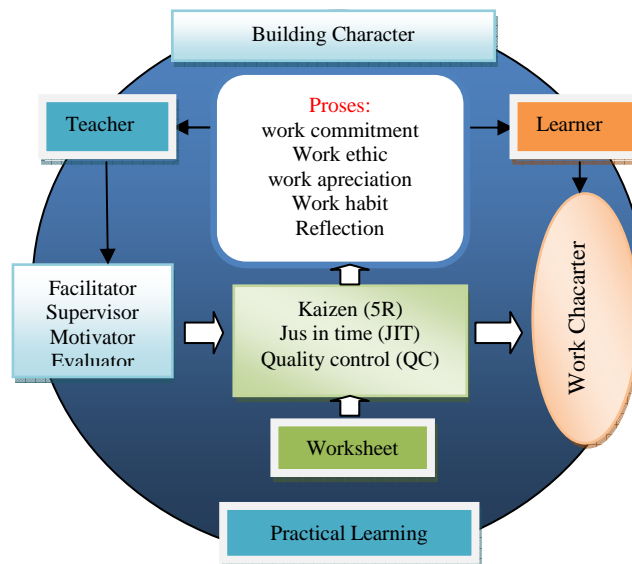 Building Character
Proses:
work commitment
Work ethic
work apreciation
Work habit
Reflection
Teacher
Learner
Facilitator
Supervisor
Motivator
Evaluator
Kaizen (5R)
Jus in time (JIT)
Quality control (QC)
Work Chacarter
Worksheet
Practical Learning